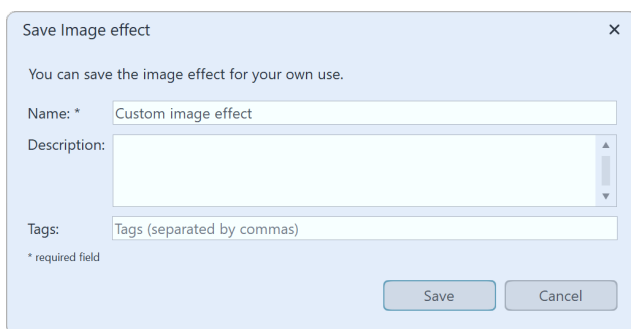 Save Image effect
You can save the image effect for your own use.
Name: * Custom image effect
Description:
Tags: Tags (separated by commas)
* required field
Save Cancel